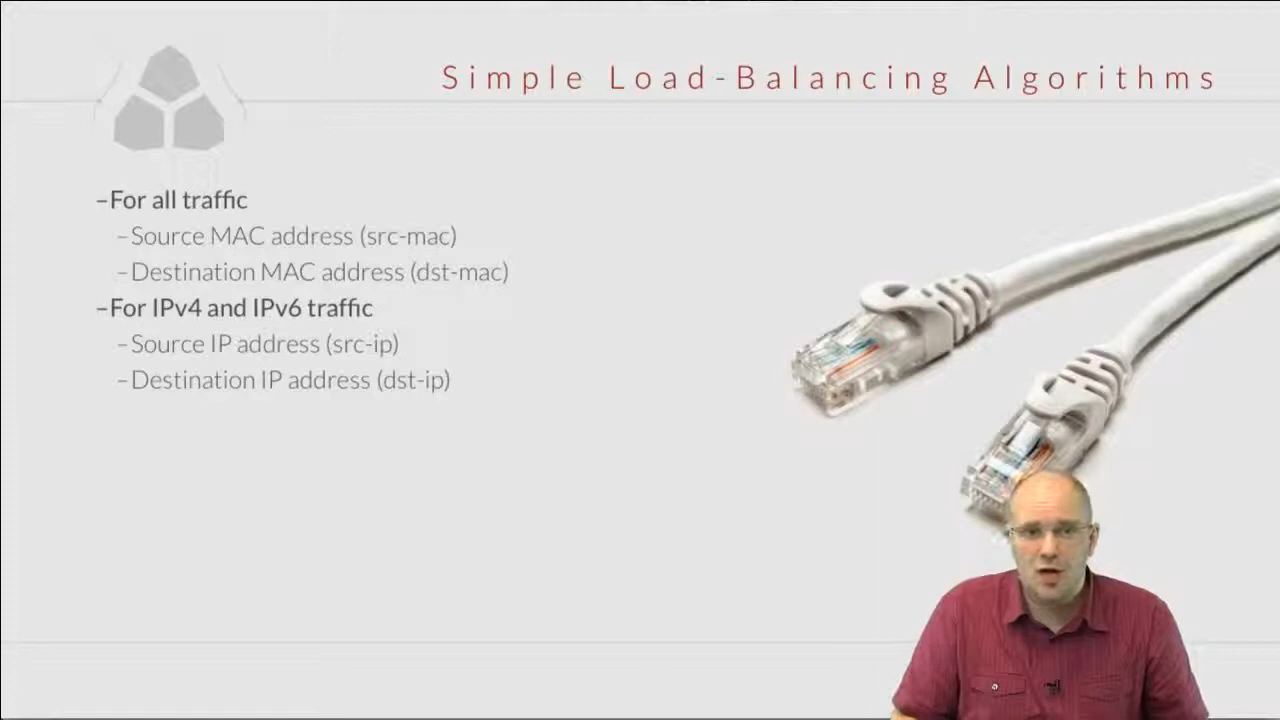 Simple Load-Balancing Algorithms
–For all traffic
–Source MAC address (src-mac)
–Destination MAC address (dst-mac)
–For IPv4 and IPv6 traffic
–Source IP address (src-ip)
–Destination IP address (dst-ip)